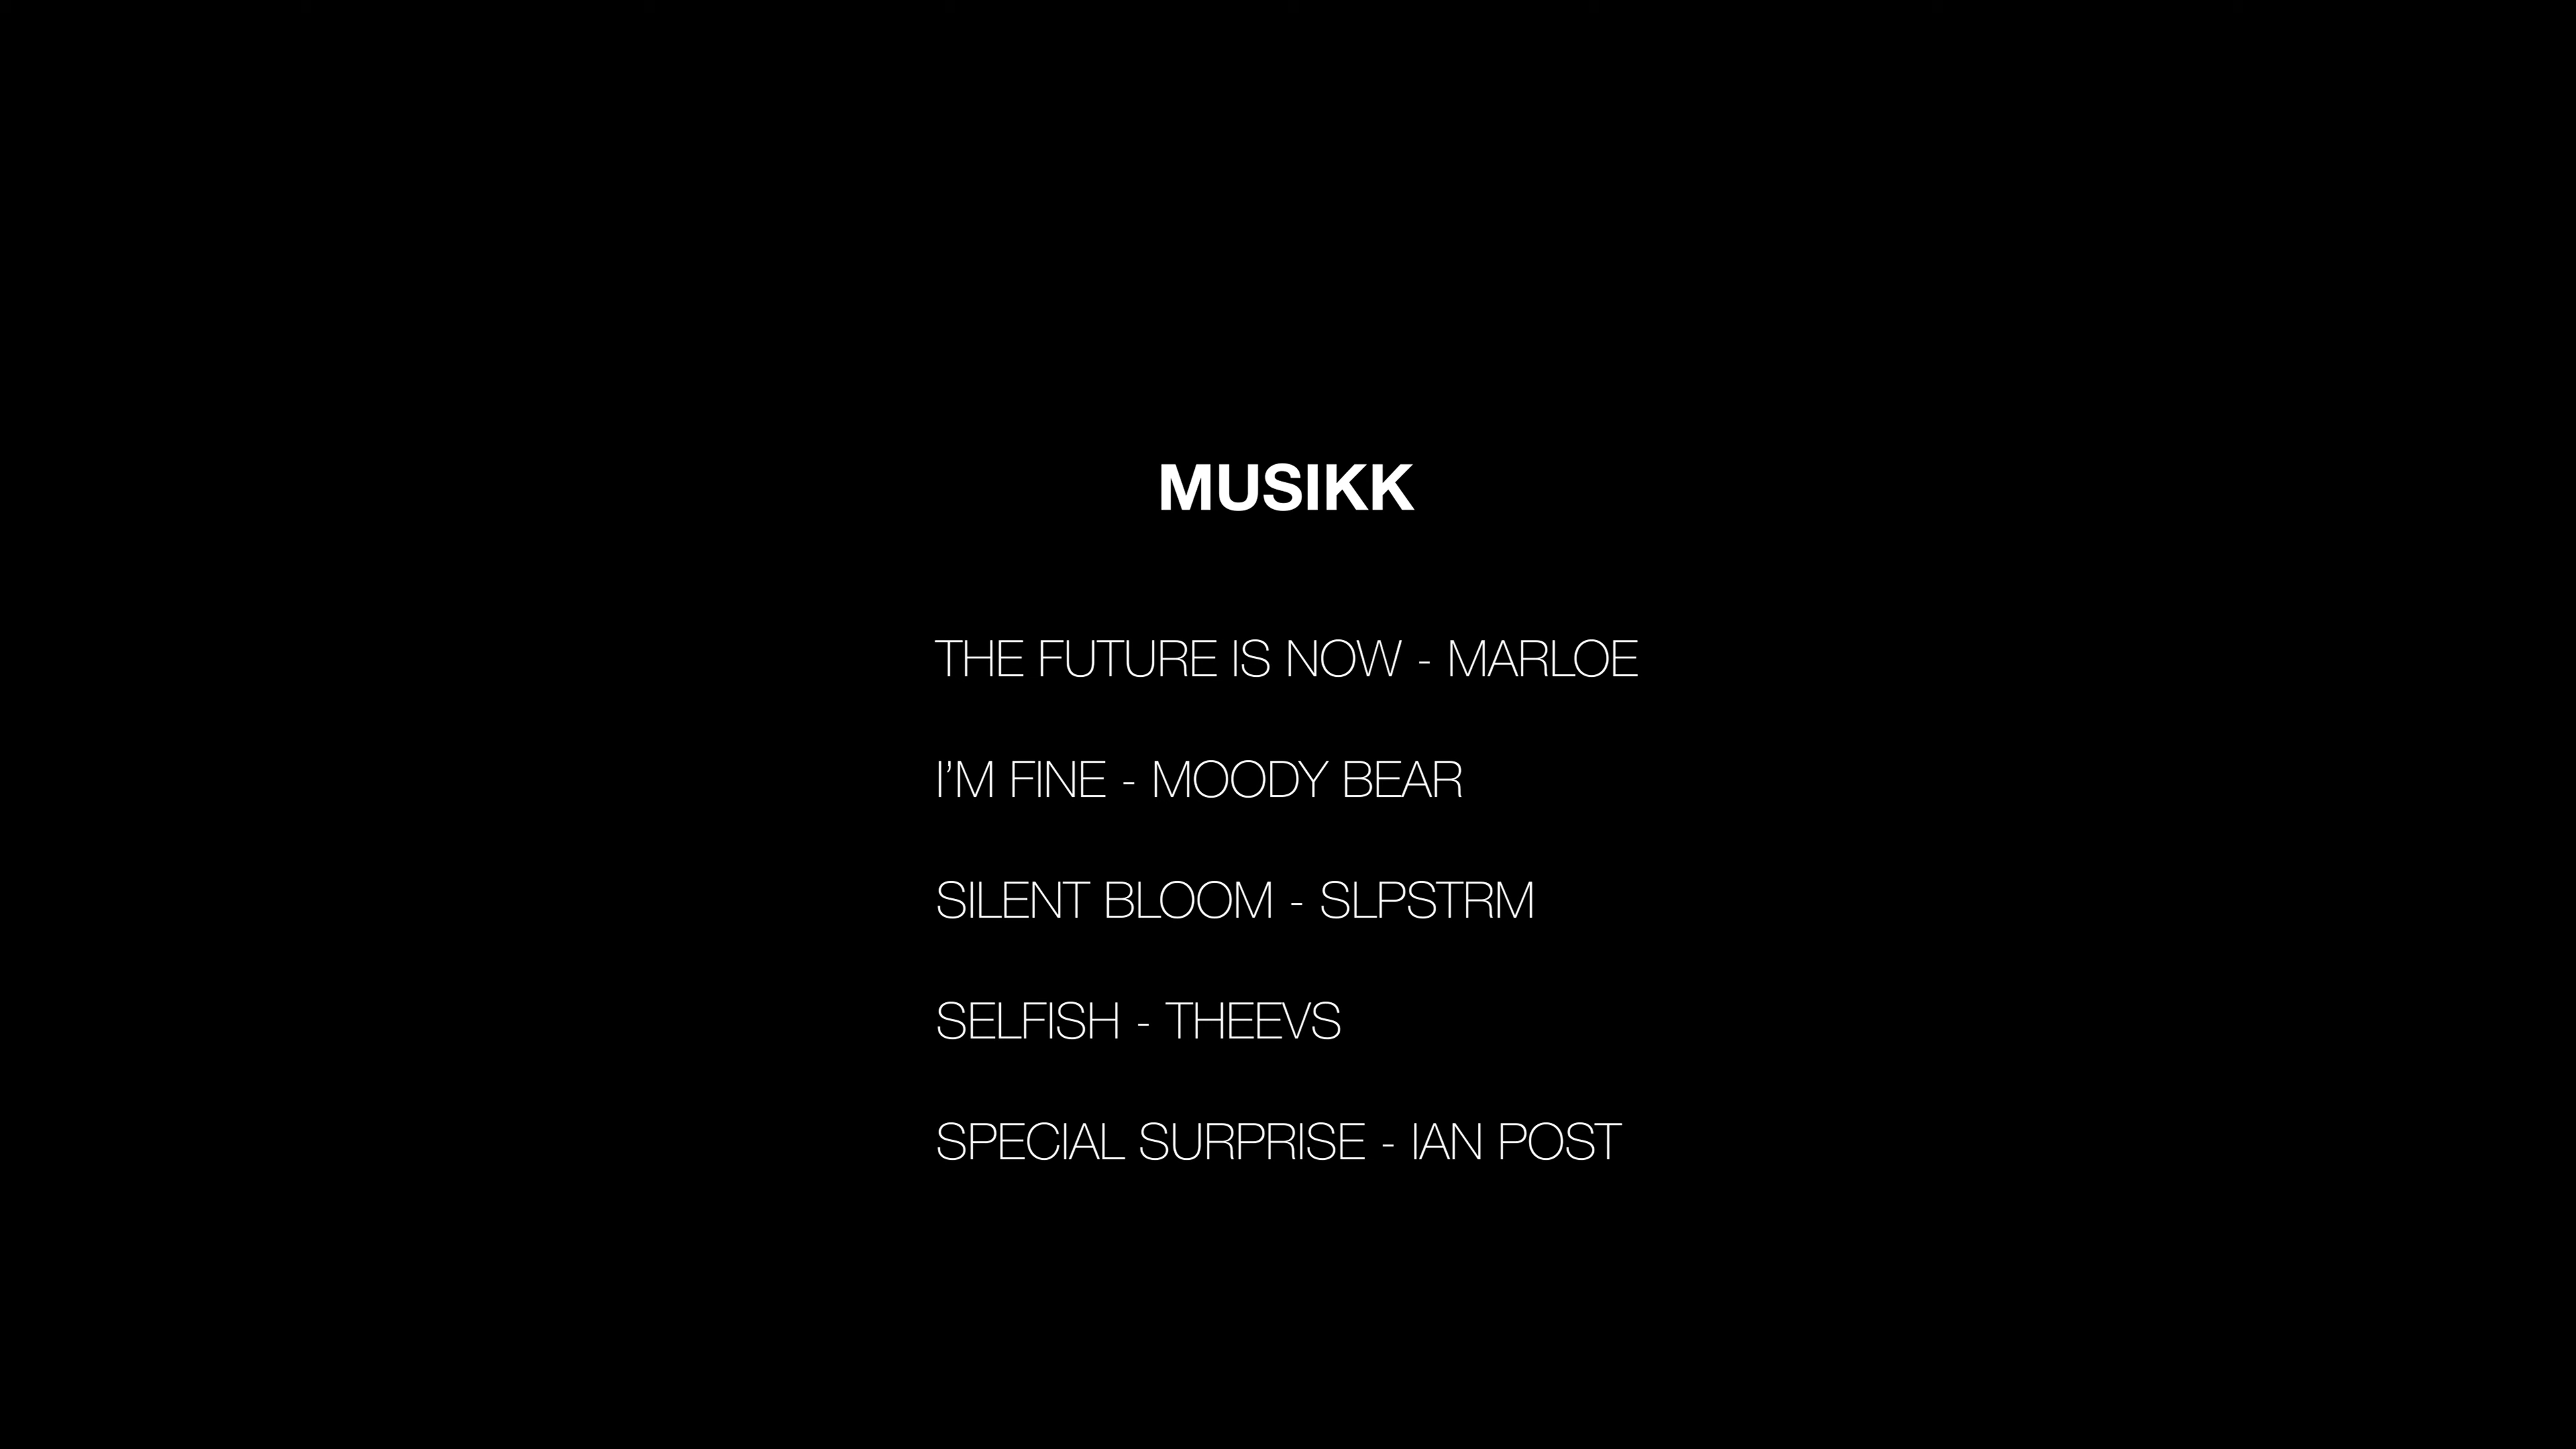 MUSIKK
THE FUTURE IS NOW - MARLOE
I’M FINE - MOODY BEAR
SILENT BLOOM - SLPSTRM
SELFISH - THEEVS
SPECIAL SURPRISE - IAN POST